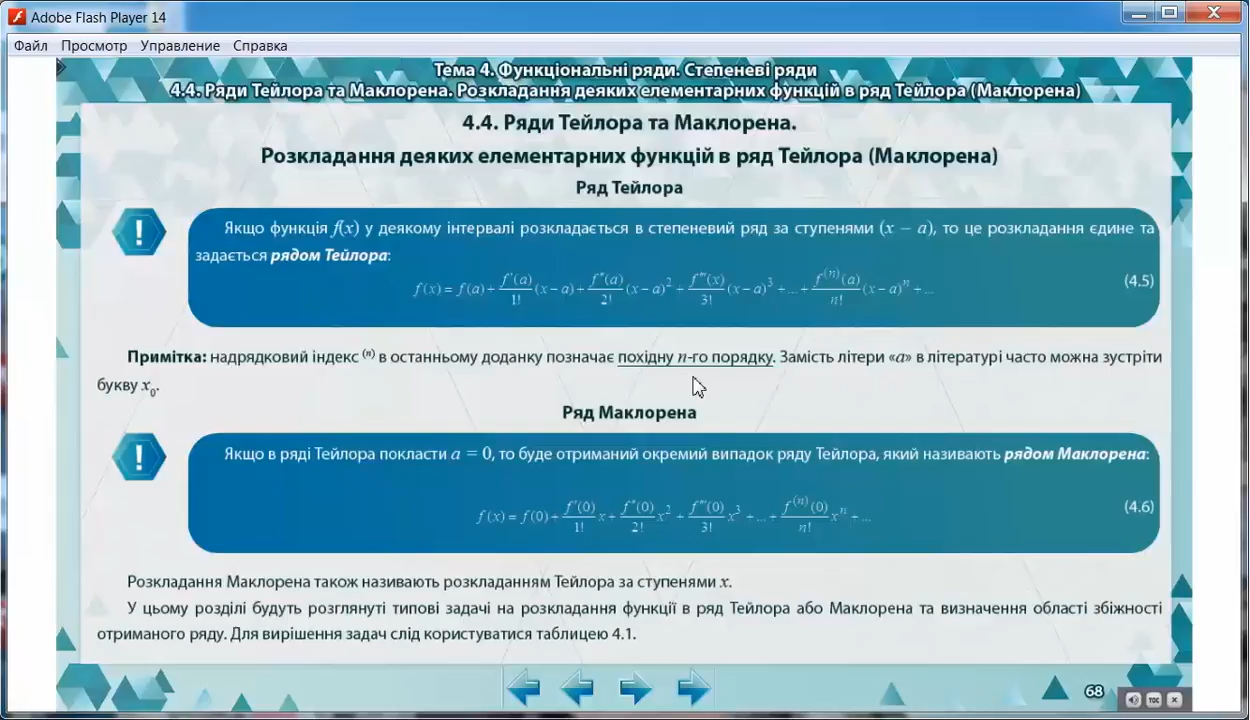 Adobe Flash Player 14
Файл Просмотр Управление Справка
Тема 4. Функціональні ряди. Степеневі ряди
4.4. Ряди Тейлора та Маклорена. Розкладання деяких елементарних функцій в ряд Тейлора (Маклорена)
4.4. Ряди Тейлора та Маклорена.
Розкладання деяких елементарних функцій в ряд Тейлора (Маклорена)
Ряд Тейлора
! Якщо функція f(x) у деякому інтервалі розкладається в степеневий ряд за ступенями (x − a), то це розкладання єдине та
задається рядом Тейлора:
f(x) = f(a) + f'(a)/1! (x − a) + f''(a)/2! (x − a)² + f'''(x)/3! (x − a)³ + ... + f⁽ⁿ⁾(a)/n! (x − a)ⁿ + ... (4.5)
Примітка: надрядковий індекс ⁽ⁿ⁾ в останньому доданку позначає похідну n-го порядку. Замість літери «a» в літературі часто можна зустріти
букву x₀.
Ряд Маклорена
! Якщо в ряді Тейлора покласти a = 0, то буде отриманий окремий випадок ряду Тейлора, який називають рядом Маклорена:
f(x) = f(0) + f'(0)/1! x + f''(0)/2! x² + f'''(0)/3! x³ + ... + f⁽ⁿ⁾(0)/n! xⁿ + ... (4.6)
Розкладання Маклорена також називають розкладанням Тейлора за ступенями x.
У цьому розділі будуть розглянуті типові задачі на розкладання функції в ряд Тейлора або Маклорена та визначення області збіжності
отриманого ряду. Для вирішення задач слід користуватися таблицею 4.1.
68
TOC